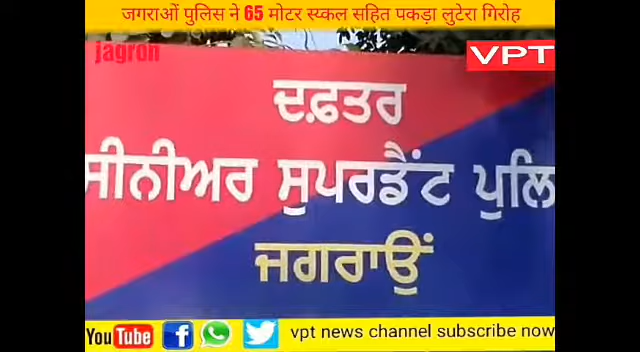 जगराओं पुलिस ने 65 मोटर स्य्कल सहित पकड़ा लुटेरा गिरोह
jagron
VPT
ਦਫ਼ਤਰ
ਸੀਨੀਅਰ ਸੁਪਰਡੈਂਟ ਪੁਲਿ
ਜਗਰਾਉਂ
YouTube vpt news channel subscribe now